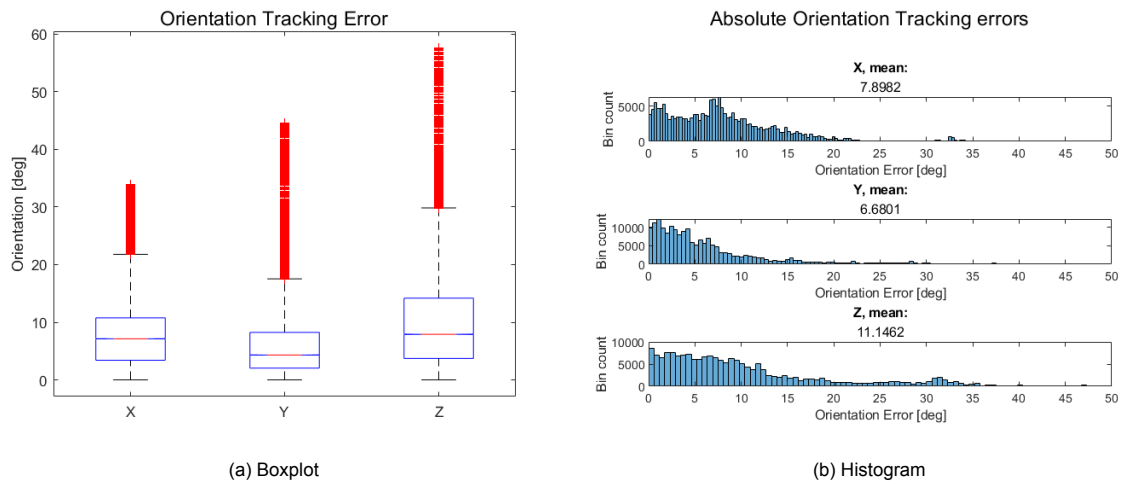 Orientation Tracking Error
60
50
40
30
20
10
0
Orientation [deg]
X
Y
Z
(a) Boxplot
Absolute Orientation Tracking errors
X, mean:
7.8982
5000
0
Bin count
0 5 10 15 20 25 30 35 40 45 50
Orientation Error [deg]
Y, mean:
6.6801
10000
5000
0
Bin count
0 5 10 15 20 25 30 35 40 45 50
Orientation Error [deg]
Z, mean:
11.1462
10000
5000
0
Bin count
0 5 10 15 20 25 30 35 40 45 50
Orientation Error [deg]
(b) Histogram